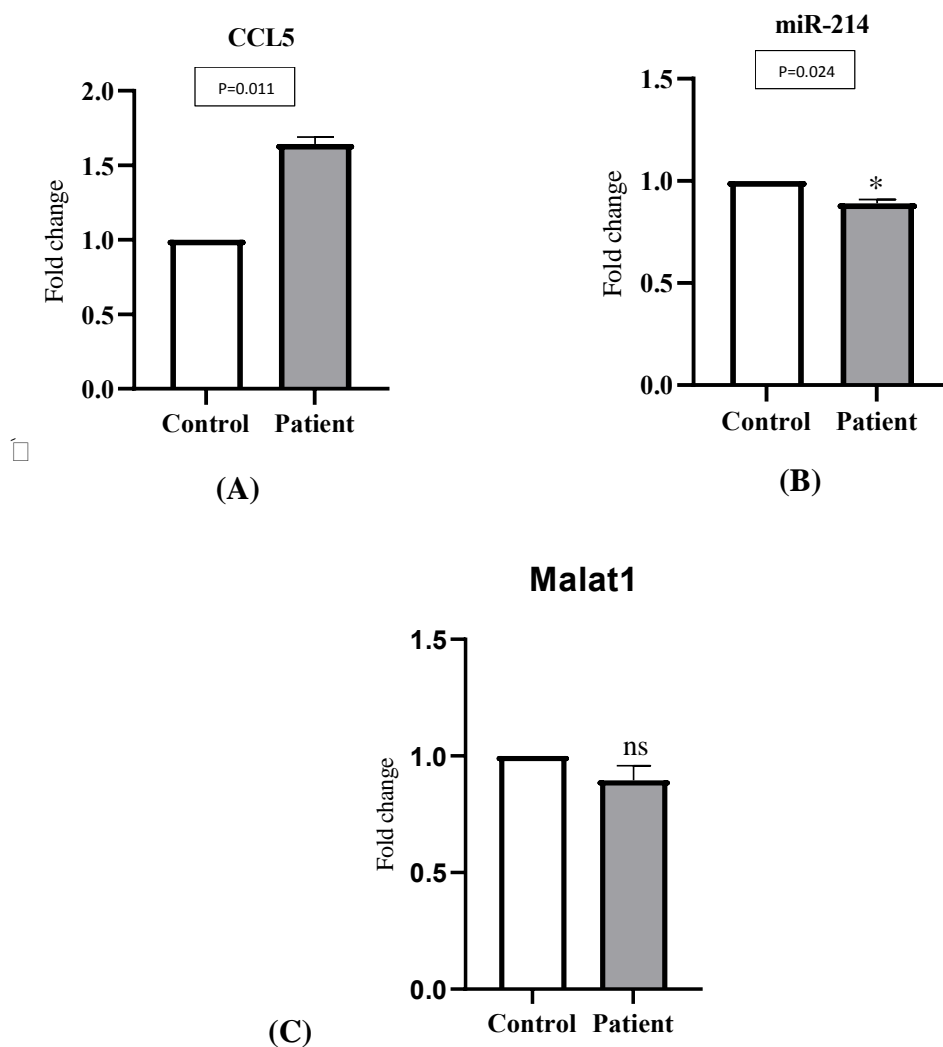 CCL5
P=0.011
2.0
1.5
1.0
0.5
0.0
Fold change
Control Patient
(A)
miR-214
P=0.024
1.5
1.0
0.5
0.0
Fold change
*
Control Patient
(B)
Malat1
1.5
1.0
0.5
0.0
Fold change
ns
Control Patient
(C)